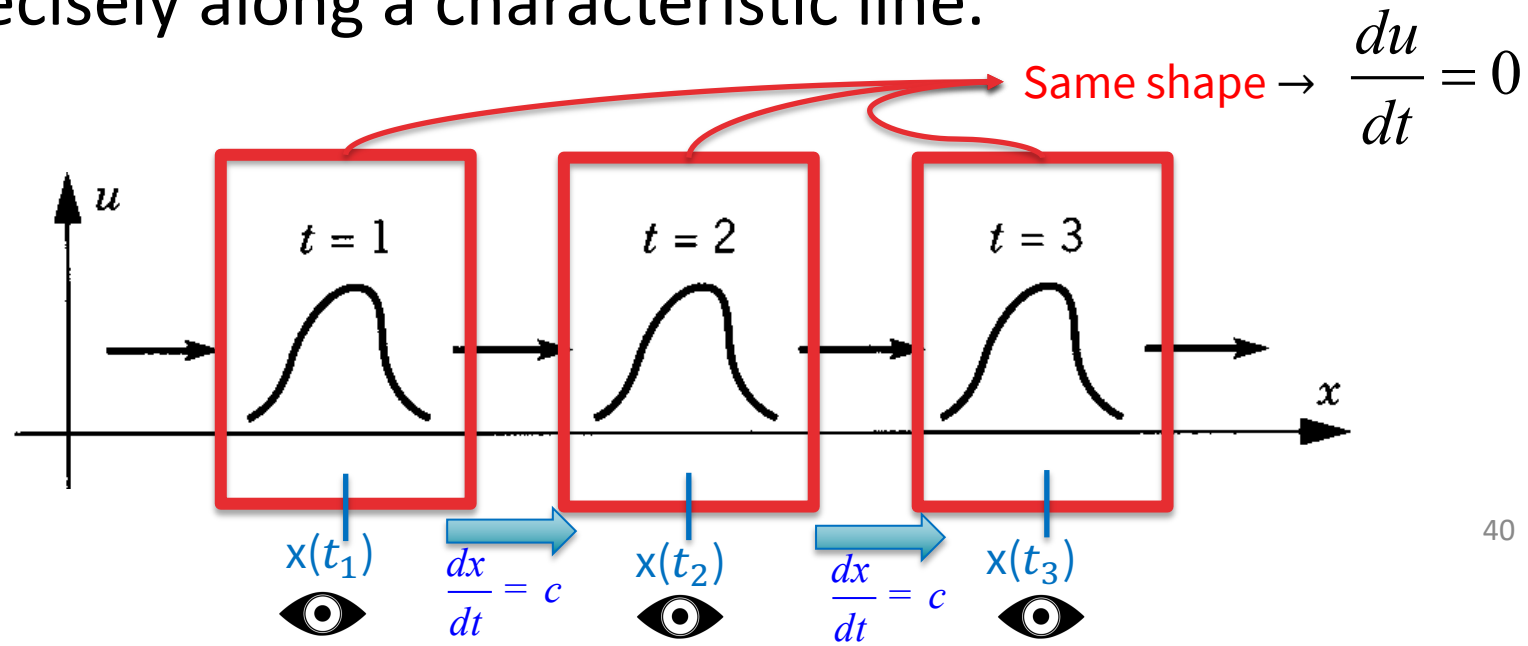 precisely along a characteristic line.
Same shape → du/dt = 0
u
t = 1
t = 2
t = 3
x
x(t₁)
dx/dt = c
x(t₂)
dx/dt = c
x(t₃)
40